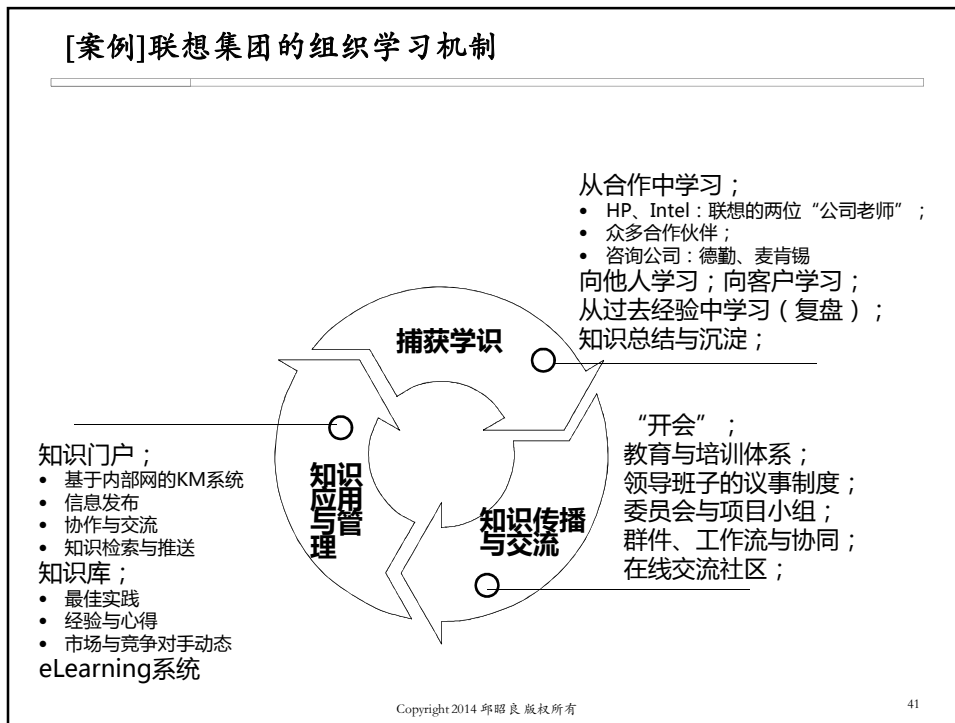 [案例]联想集团的组织学习机制
从合作中学习；
• HP、Intel：联想的两位“公司老师”；
• 众多合作伙伴；
• 咨询公司：德勤、麦肯锡
向他人学习；向客户学习；
从过去经验中学习（复盘）；
知识总结与沉淀；
捕获学识
“开会”；
教育与培训体系；
领导班子的议事制度；
委员会与项目小组；
群件、工作流与协同；
在线交流社区；
知识传播
与交流
知识
应用
与管
理
知识门户；
• 基于内部网的KM系统
• 信息发布
• 协作与交流
• 知识检索与推送
知识库；
• 最佳实践
• 经验与心得
• 市场与竞争对手动态
eLearning系统
Copyright 2014 邱昭良 版权所有
41